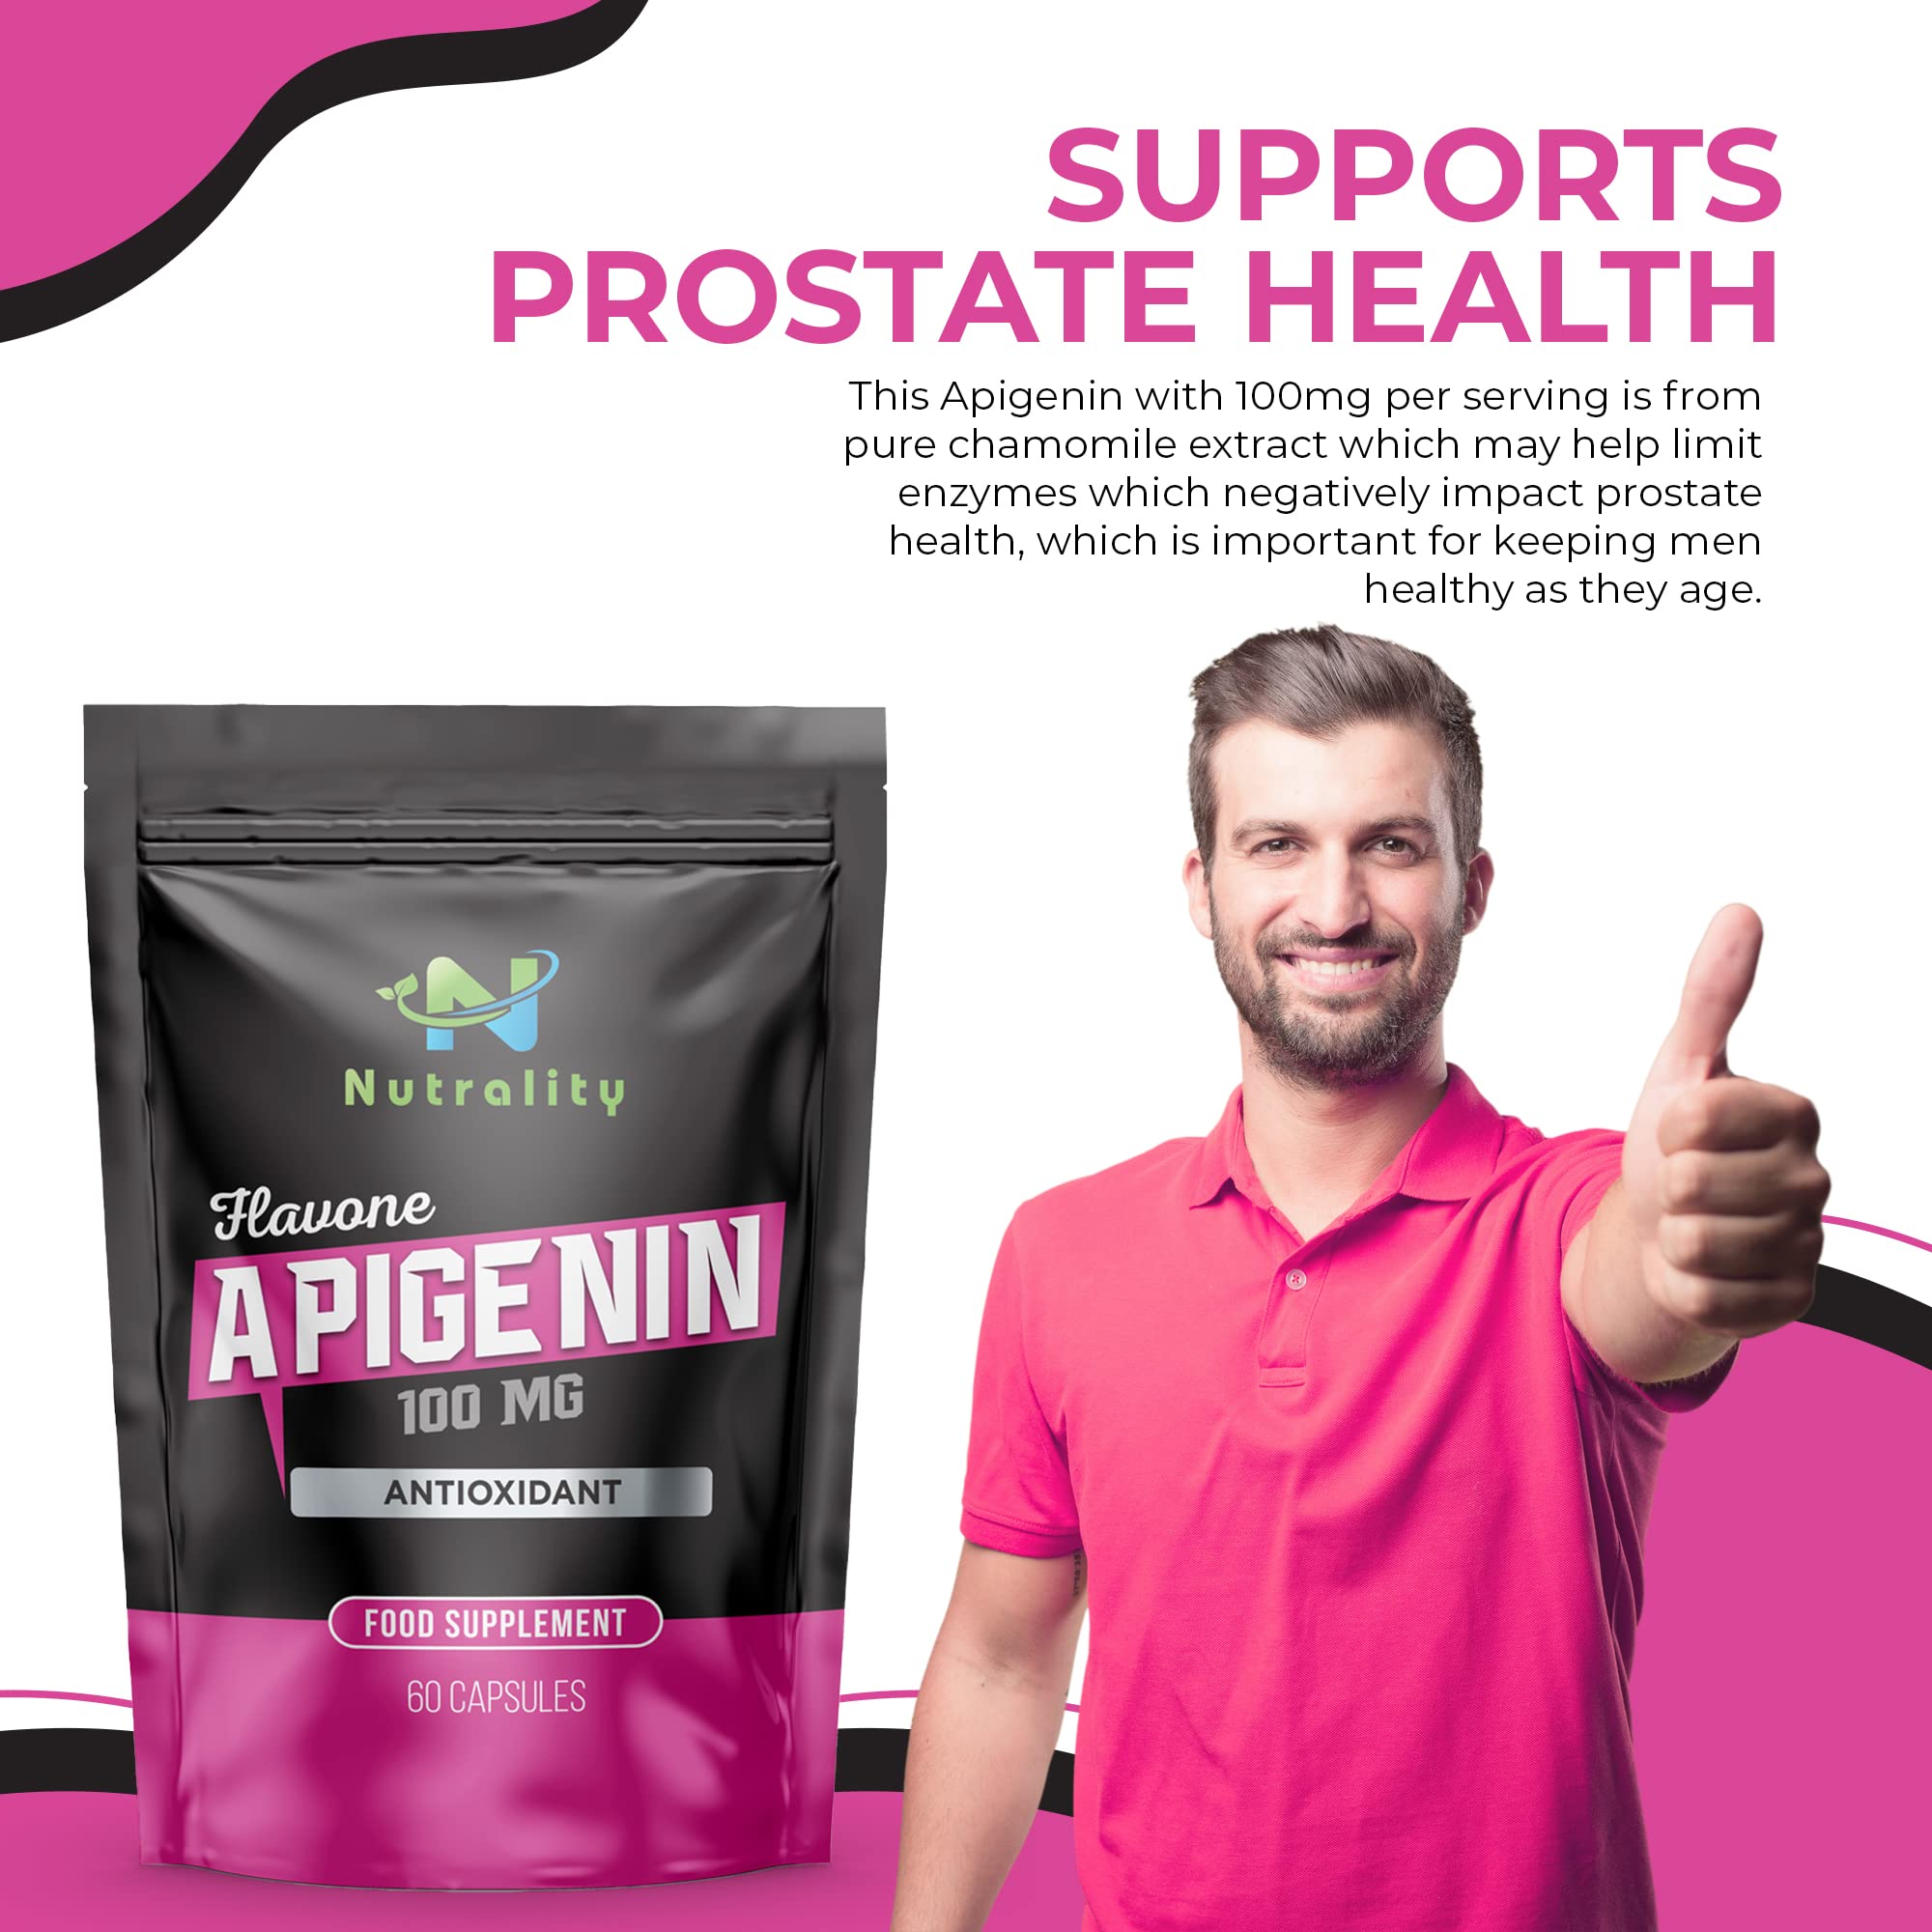 SUPPORTS
PROSTATE HEALTH
This Apigenin with 100mg per serving is from
pure chamomile extract which may help limit
enzymes which negatively impact prostate
health, which is important for keeping men
healthy as they age.
N
Nutrality
Flavone
APIGENIN
100 MG
ANTIOXIDANT
FOOD SUPPLEMENT
60 CAPSULES